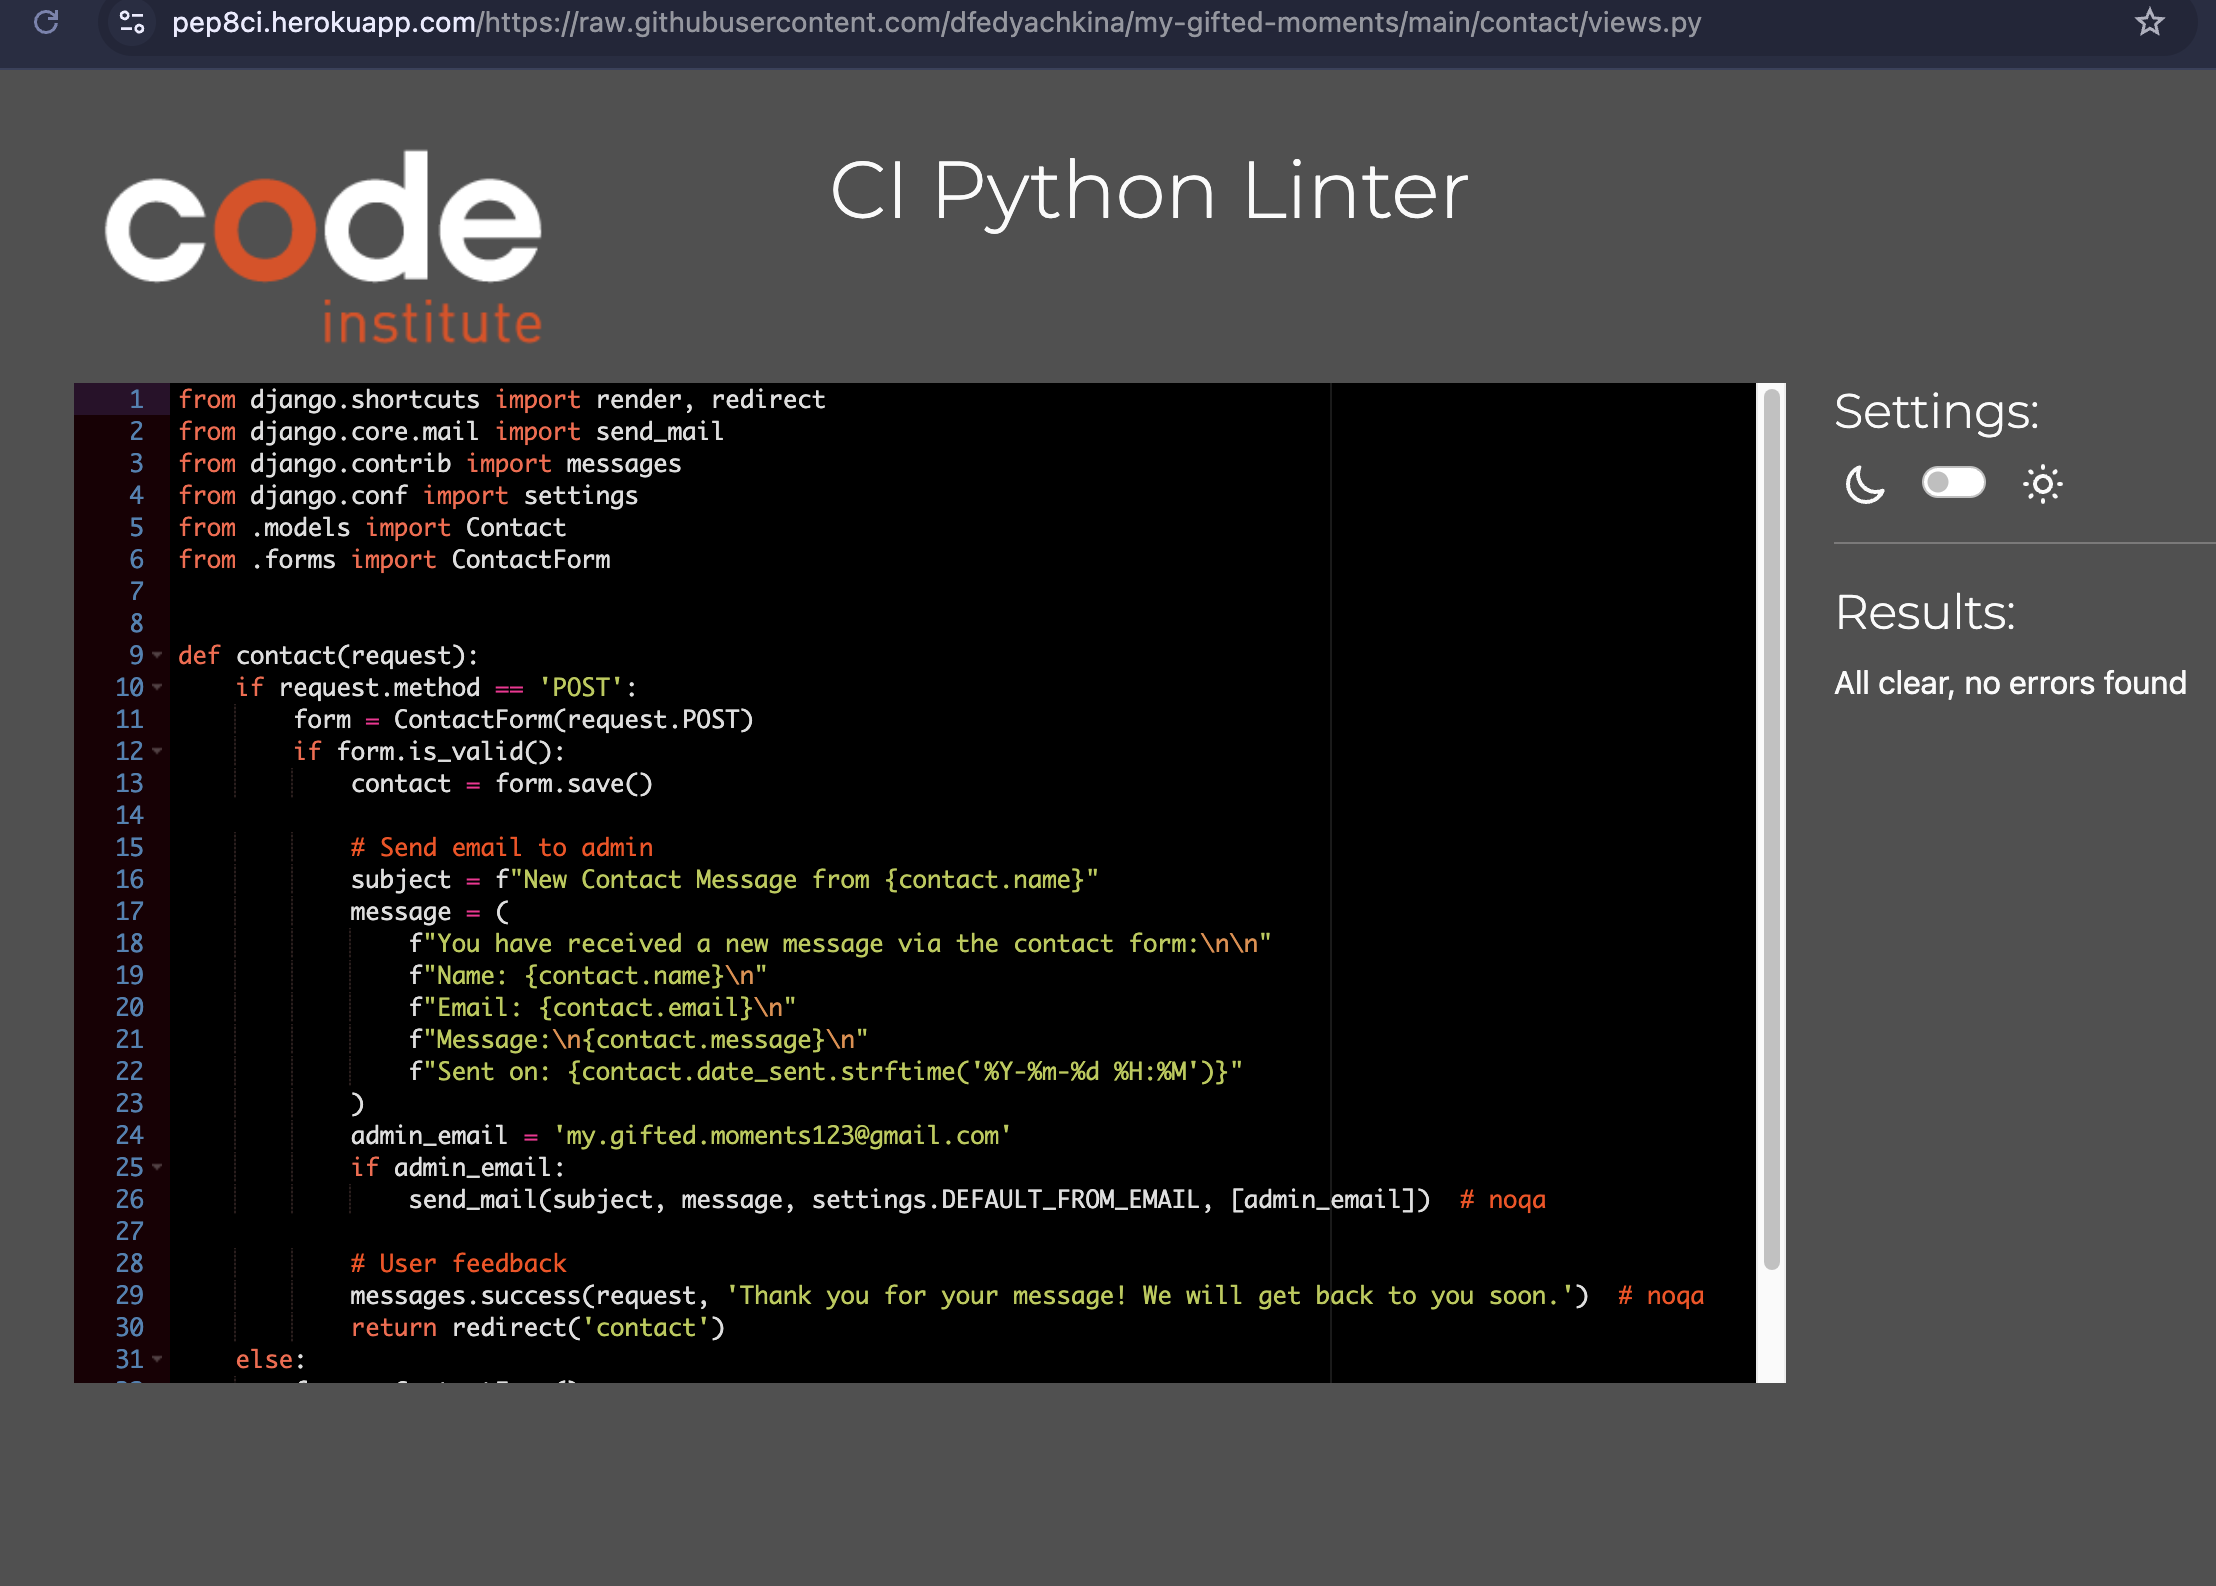 pep8ci.herokuapp.com/https://raw.githubusercontent.com/dfedyachkina/my-gifted-moments/main/contact/views.py
code
institute
CI Python Linter
1 from django.shortcuts import render, redirect
2 from django.core.mail import send_mail
3 from django.contrib import messages
4 from django.conf import settings
5 from .models import Contact
6 from .forms import ContactForm
7
8
9 def contact(request):
10     if request.method == 'POST':
11         form = ContactForm(request.POST)
12         if form.is_valid():
13             contact = form.save()
14
15             # Send email to admin
16             subject = f"New Contact Message from {contact.name}"
17             message = (
18                 f"You have received a new message via the contact form:\n\n"
19                 f"Name: {contact.name}\n"
20                 f"Email: {contact.email}\n"
21                 f"Message:\n{contact.message}\n"
22                 f"Sent on: {contact.date_sent.strftime('%Y-%m-%d %H:%M')}"
23             )
24             admin_email = 'my.gifted.moments123@gmail.com'
25             if admin_email:
26                 send_mail(subject, message, settings.DEFAULT_FROM_EMAIL, [admin_email])  # noqa
27
28             # User feedback
29             messages.success(request, 'Thank you for your message! We will get back to you soon.')  # noqa
30             return redirect('contact')
31     else:
Settings:
Results:
All clear, no errors found